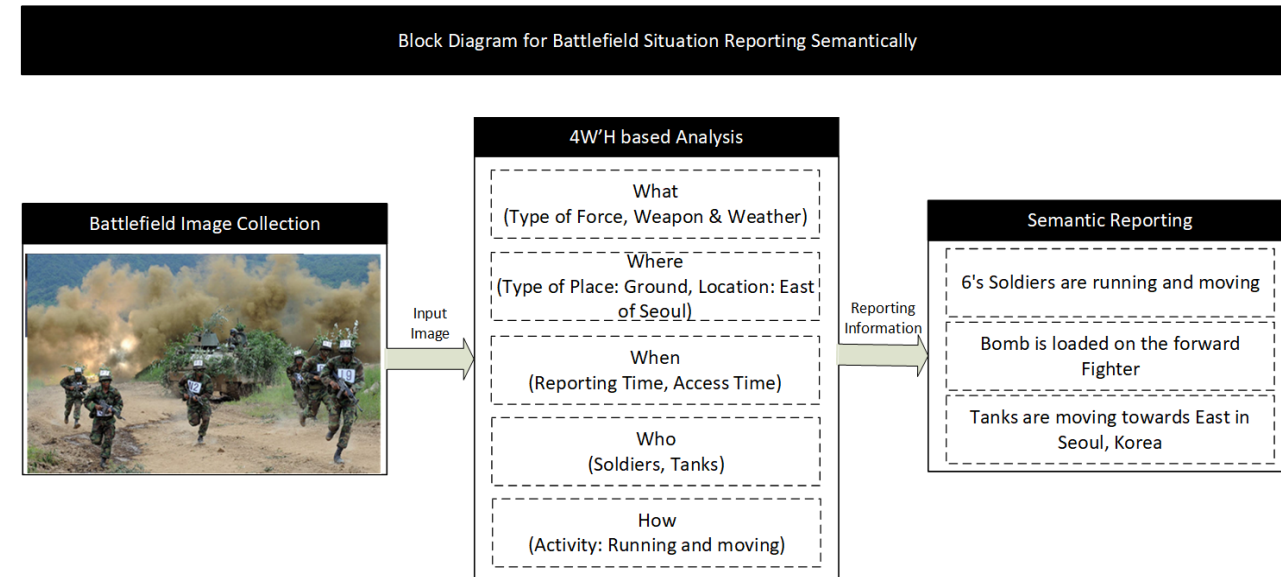 Block Diagram for Battlefield Situation Reporting Semantically
Battlefield Image Collection
Input
Image
4W'H based Analysis
What
(Type of Force, Weapon & Weather)
Where
(Type of Place: Ground, Location: East
of Seoul)
When
(Reporting Time, Access Time)
Who
(Soldiers, Tanks)
How
(Activity: Running and moving)
Reporting
Information
Semantic Reporting
6's Soldiers are running and moving
Bomb is loaded on the forward
Fighter
Tanks are moving towards East in
Seoul, Korea